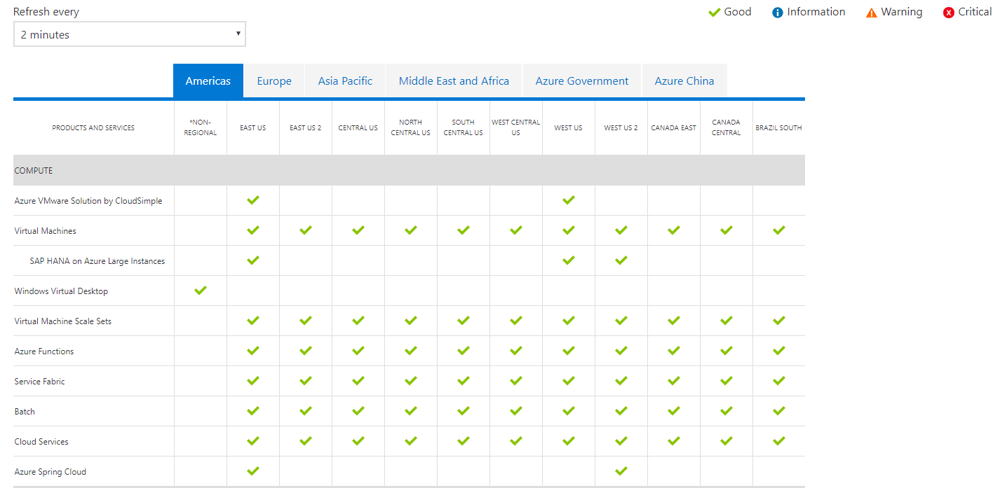 Refresh every
Good Information Warning Critical
2 minutes
Americas Europe Asia Pacific Middle East and Africa Azure Government Azure China
PRODUCTS AND SERVICES
*NON-
REGIONAL
EAST US
EAST US 2
CENTRAL US
NORTH
CENTRAL US
SOUTH
CENTRAL US
WEST CENTRAL
US
WEST US
WEST US 2
CANADA EAST
CANADA
CENTRAL
BRAZIL SOUTH
COMPUTE
Azure VMware Solution by CloudSimple
Virtual Machines
SAP HANA on Azure Large Instances
Windows Virtual Desktop
Virtual Machine Scale Sets
Azure Functions
Service Fabric
Batch
Cloud Services
Azure Spring Cloud